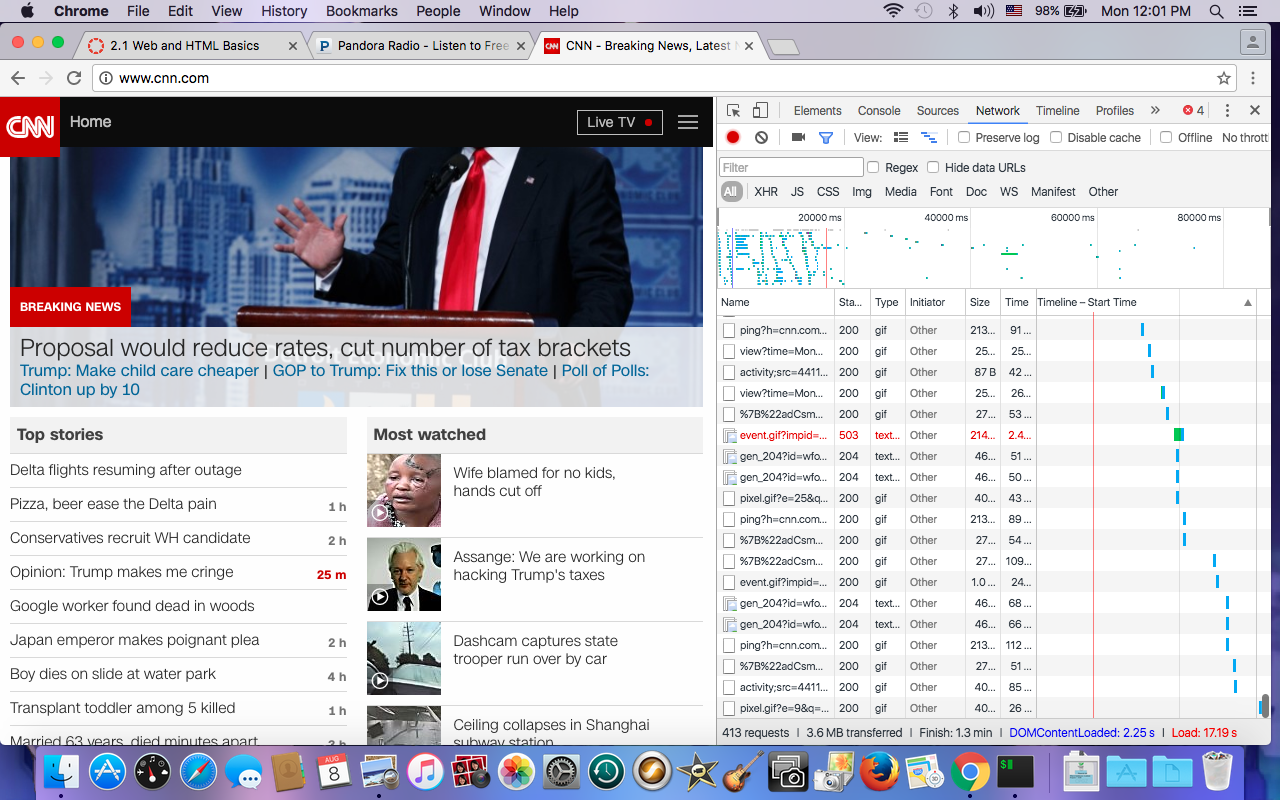 Chrome File Edit View History Bookmarks People Window Help 98% Mon 12:01 PM
2.1 Web and HTML Basics Pandora Radio - Listen to Free CNN - Breaking News, Latest
www.cnn.com
CNN Home Live TV
BREAKING NEWS
Proposal would reduce rates, cut number of tax brackets
Trump: Make child care cheaper | GOP to Trump: Fix this or lose Senate | Poll of Polls:
Clinton up by 10
Top stories
Delta flights resuming after outage
Pizza, beer ease the Delta pain 1 h
Conservatives recruit WH candidate 2 h
Opinion: Trump makes me cringe 25 m
Google worker found dead in woods
Japan emperor makes poignant plea 2 h
Boy dies on slide at water park 4 h
Transplant toddler among 5 killed 1 h
Married 63 years, died minutes apart
Most watched
Wife blamed for no kids,
hands cut off
Assange: We are working on
hacking Trump's taxes
Dashcam captures state
trooper run over by car
Ceiling collapses in Shanghai
subway station
Elements Console Sources Network Timeline Profiles » 4
View: Preserve log Disable cache Offline No thrott
Filter Regex Hide data URLs
All XHR JS CSS Img Media Font Doc WS Manifest Other
20000 ms 40000 ms 60000 ms 80000 ms
Name Sta... Type Initiator Size Time Timeline – Start Time
ping?h=cnn.com... 200 gif Other 213... 91 ...
view?time=Mon... 200 gif Other 25... 25...
activity;src=4411... 200 gif Other 87 B 42 ...
view?time=Mon... 200 gif Other 25... 26...
%7B%22adCsm... 200 gif Other 27... 53 ...
event.gif?impid=... 503 text... Other 214... 2.4...
gen_204?id=wfo... 204 text... Other 46... 51 ...
gen_204?id=wfo... 204 text... Other 46... 50 ...
pixel.gif?e=25&q... 200 gif Other 40... 43 ...
ping?h=cnn.com... 200 gif Other 213... 89 ...
%7B%22adCsm... 200 gif Other 27... 54 ...
%7B%22adCsm... 200 gif Other 27... 109...
event.gif?impid=... 200 gif Other 1.0 ... 24...
gen_204?id=wfo... 204 text... Other 46... 68 ...
gen_204?id=wfo... 204 text... Other 46... 66 ...
ping?h=cnn.com... 200 gif Other 213... 112 ...
%7B%22adCsm... 200 gif Other 27... 51 ...
activity;src=4411... 200 gif Other 40... 85 ...
pixel.gif?e=9&q=... 200 gif Other 40... 26 ...
413 requests | 3.6 MB transferred | Finish: 1.3 min | DOMContentLoaded: 2.25 s | Load: 17.19 s
AUG
8